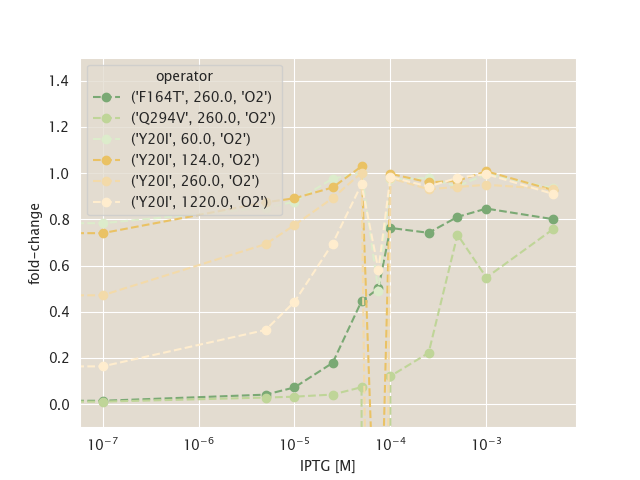 operator
('F164T', 260.0, 'O2')
('Q294V', 260.0, 'O2')
('Y20I', 60.0, 'O2')
('Y20I', 124.0, 'O2')
('Y20I', 260.0, 'O2')
('Y20I', 1220.0, 'O2')
fold−change
1.4
1.2
1.0
0.8
0.6
0.4
0.2
0.0
10⁻⁷ 10⁻⁶ 10⁻⁵ 10⁻⁴ 10⁻³
IPTG [M]